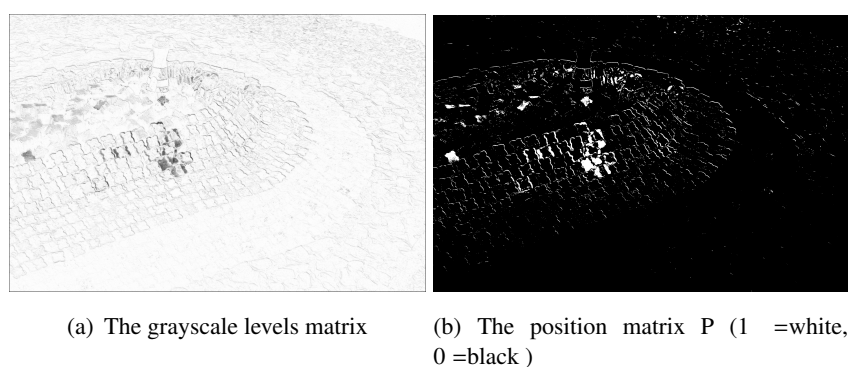 (a) The grayscale levels matrix
(b) The position matrix P (1 =white,
0 =black )